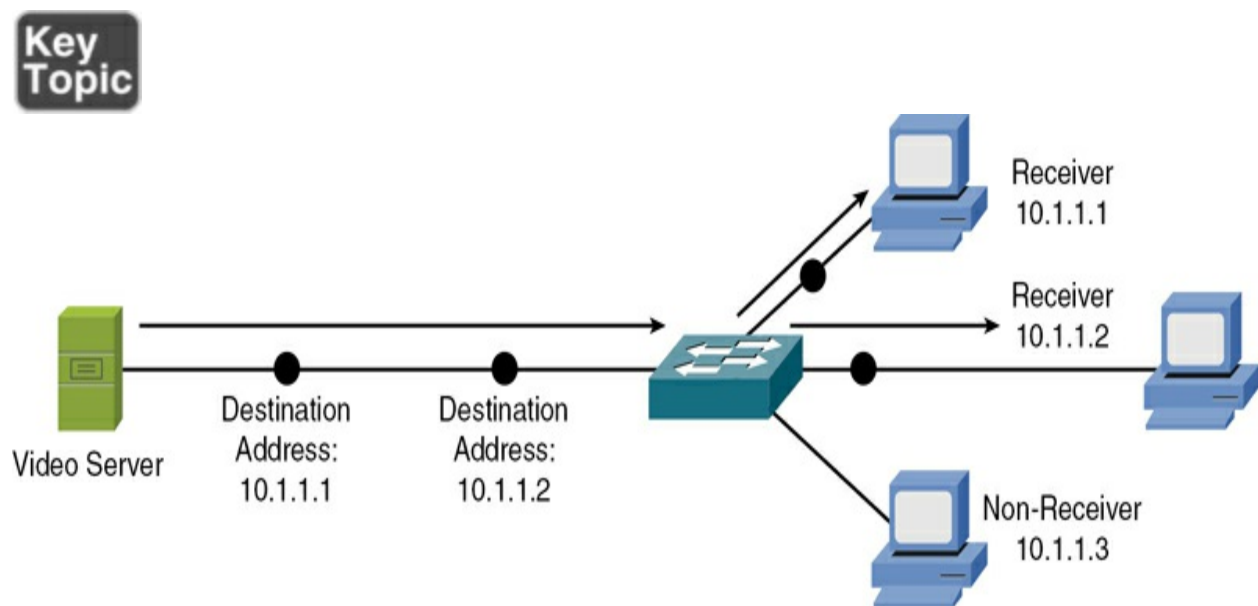 Key
Topic
Receiver
10.1.1.1
Receiver
10.1.1.2
Destination
Address:
10.1.1.1
Destination
Address:
10.1.1.2
Video Server
Non-Receiver
10.1.1.3